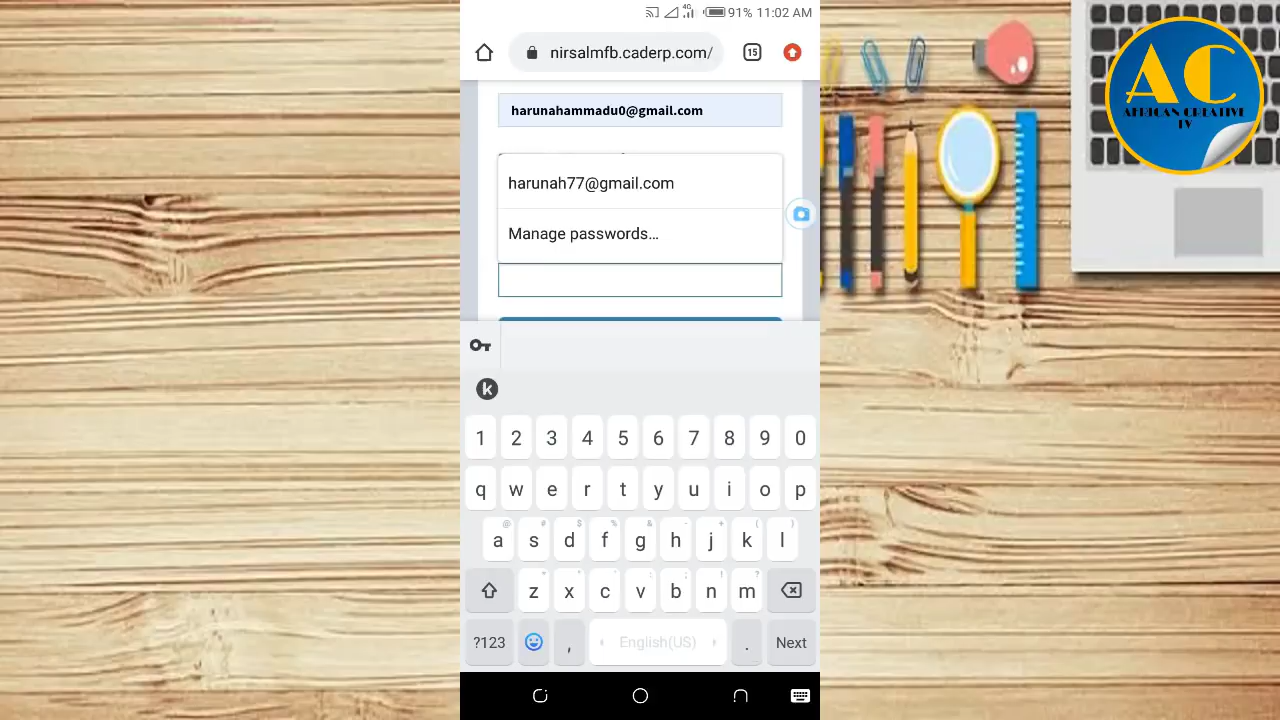 91% 11:02 AM
nirsalmfb.caderp.com/
15
harunahammadu0@gmail.com
harunah77@gmail.com
Manage passwords...
1 2 3 4 5 6 7 8 9 0
q w e r t y u i o p
a s d f g h j k l
z x c v b n m
?123 , English(US) . Next
AC
AFRICAN CREATIVE
TV